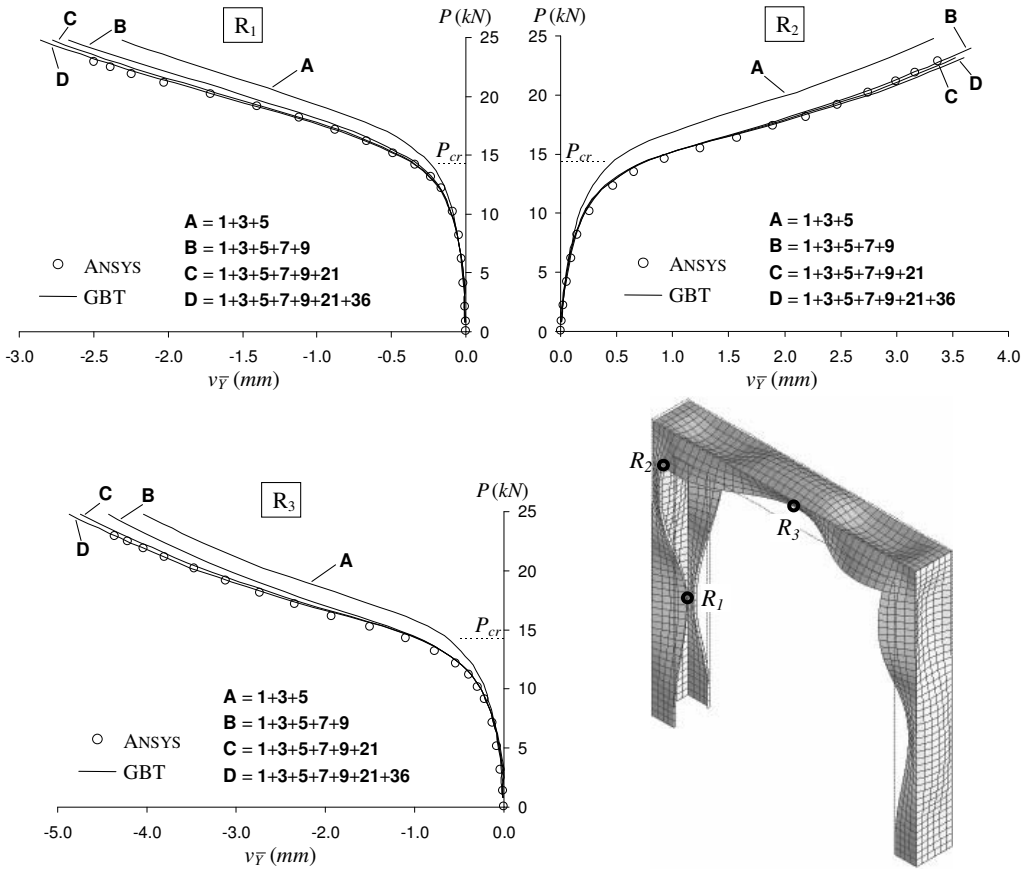 R1
P (kN)
C
B
A
D
25
20
15
10
5
0
Pcr
A = 1+3+5
B = 1+3+5+7+9
C = 1+3+5+7+9+21
D = 1+3+5+7+9+21+36
ANSYS
GBT
-3.0 -2.5 -2.0 -1.5 -1.0 -0.5 0.0
vY̅ (mm)
R2
P (kN)
B
A
C
D
25
20
15
10
5
0
Pcr
A = 1+3+5
B = 1+3+5+7+9
C = 1+3+5+7+9+21
D = 1+3+5+7+9+21+36
ANSYS
GBT
0.0 0.5 1.0 1.5 2.0 2.5 3.0 3.5 4.0
vY̅ (mm)
R3
P (kN)
C
B
A
D
25
20
15
10
5
0
Pcr
A = 1+3+5
B = 1+3+5+7+9
C = 1+3+5+7+9+21
D = 1+3+5+7+9+21+36
ANSYS
GBT
-5.0 -4.0 -3.0 -2.0 -1.0 0.0
vY̅ (mm)
R2
R3
R1